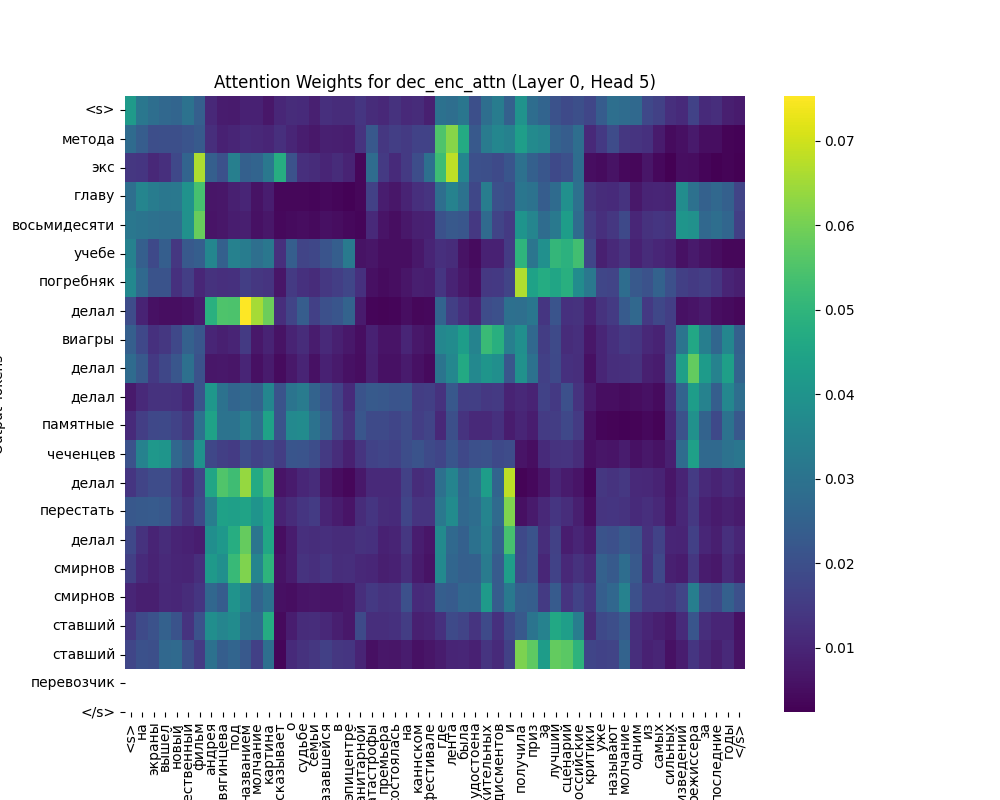 Attention Weights for dec_enc_attn (Layer 0, Head 5)
<s>
метода
экс
главу
восьмидесяти
учебе
погребняк
делал
виагры
делал
делал
памятные
чеченцев
делал
перестать
делал
смирнов
смирнов
ставший
ставший
перевозчик
</s>
0.07
0.06
0.05
0.04
0.03
0.02
0.01
<s>
на
экраны
вышел
новый
фильм
андрея
под
молчание
картина
о
судьбе
семьи
в
эпицентре
премьера
на
каннском
фестивале
где
лента
была
удостоена
и
получила
приз
за
лучший
сценарий
критики
уже
называют
молчание
одним
из
самых
сильных
за
последние
годы
</s>